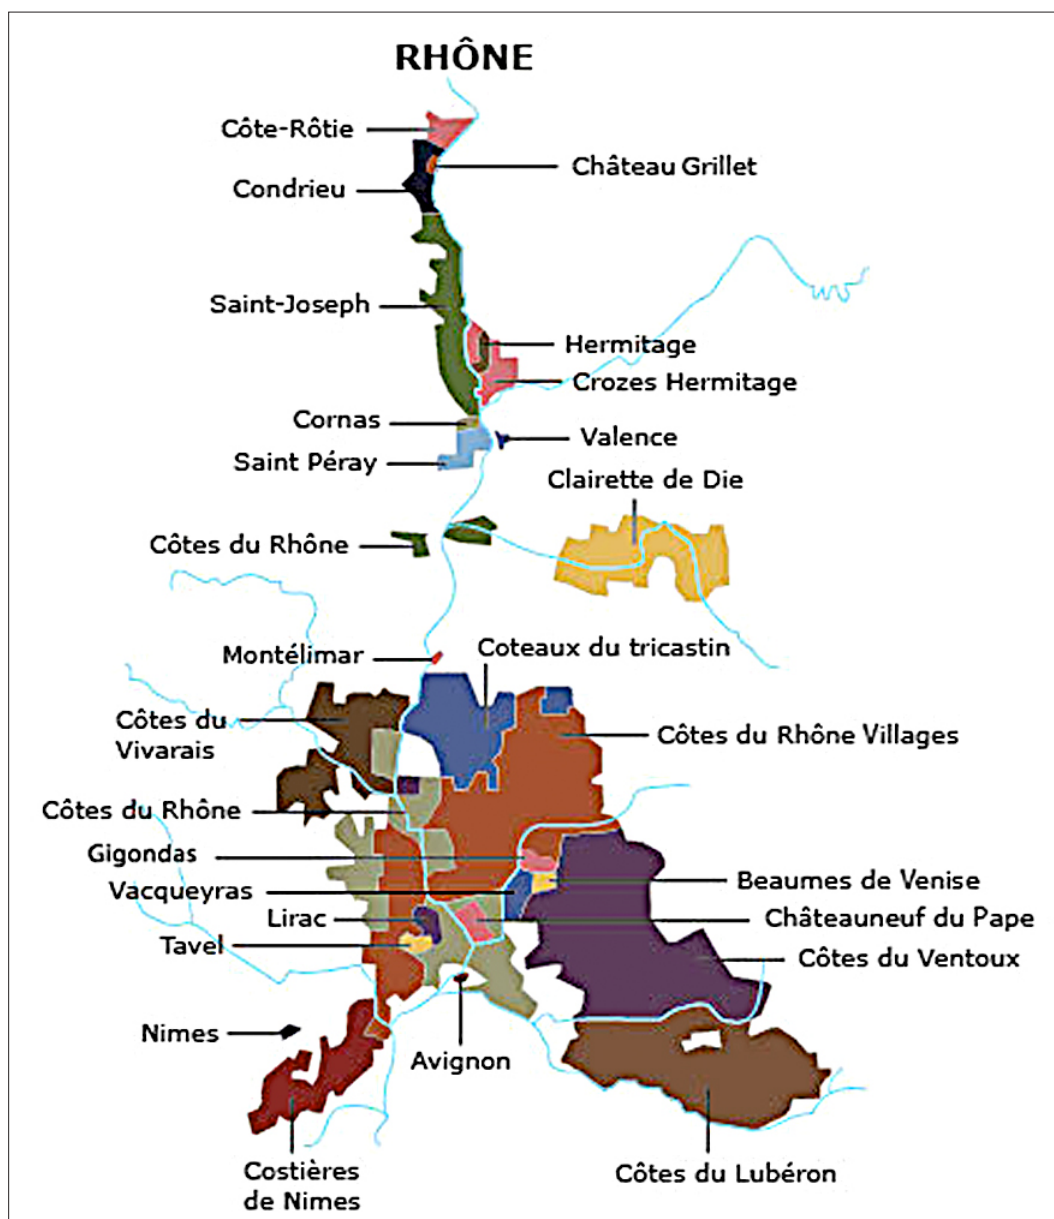 RHÔNE
Côte-Rôtie
Château Grillet
Condrieu
Saint-Joseph
Hermitage
Crozes Hermitage
Cornas
Valence
Saint Péray
Clairette de Die
Côtes du Rhône
Montélimar
Coteaux du tricastin
Côtes du
Vivarais
Côtes du Rhône Villages
Côtes du Rhône
Gigondas
Beaumes de Venise
Vacqueyras
Lirac
Châteauneuf du Pape
Tavel
Côtes du Ventoux
Nimes
Avignon
Costières
de Nimes
Côtes du Lubéron